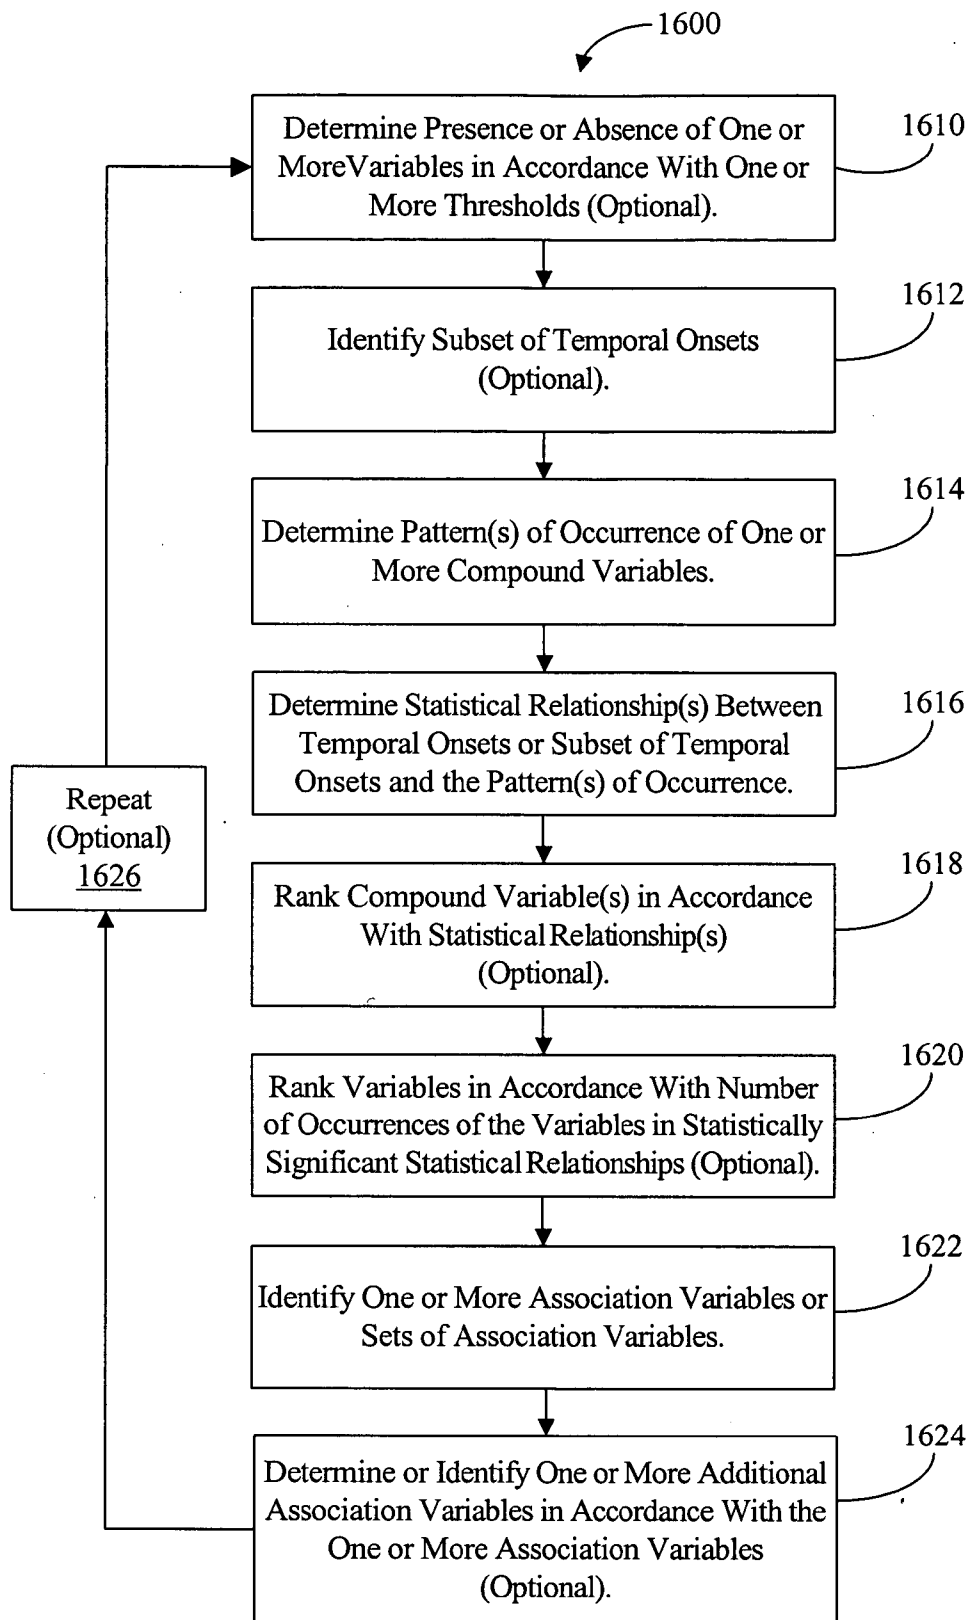 1600
Determine Presence or Absence of One or
MoreVariables in Accordance With One or
More Thresholds (Optional).
1610
Identify Subset of Temporal Onsets
(Optional).
1612
Determine Pattern(s) of Occurrence of One or
More Compound Variables.
1614
Determine Statistical Relationship(s) Between
Temporal Onsets or Subset of Temporal
Onsets and the Pattern(s) of Occurrence.
1616
Rank Compound Variable(s) in Accordance
With Statistical Relationship(s)
(Optional).
1618
Rank Variables in Accordance With Number
of Occurrences of the Variables in Statistically
Significant Statistical Relationships (Optional).
1620
Identify One or More Association Variables or
Sets of Association Variables.
1622
Determine or Identify One or More Additional
Association Variables in Accordance With the
One or More Association Variables
(Optional).
1624
Repeat
(Optional)
1626